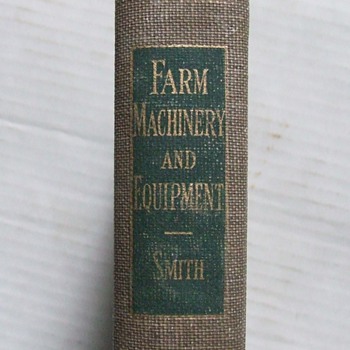 FARM
MACHINERY
AND
EQUIPMENT
SMITH